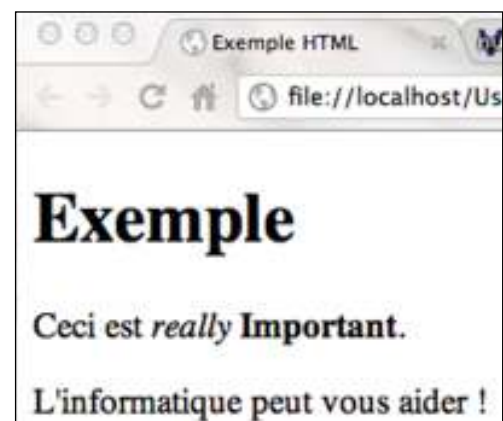 Exemple HTML
file://localhost/Us
Exemple
Ceci est really Important.
L'informatique peut vous aider !